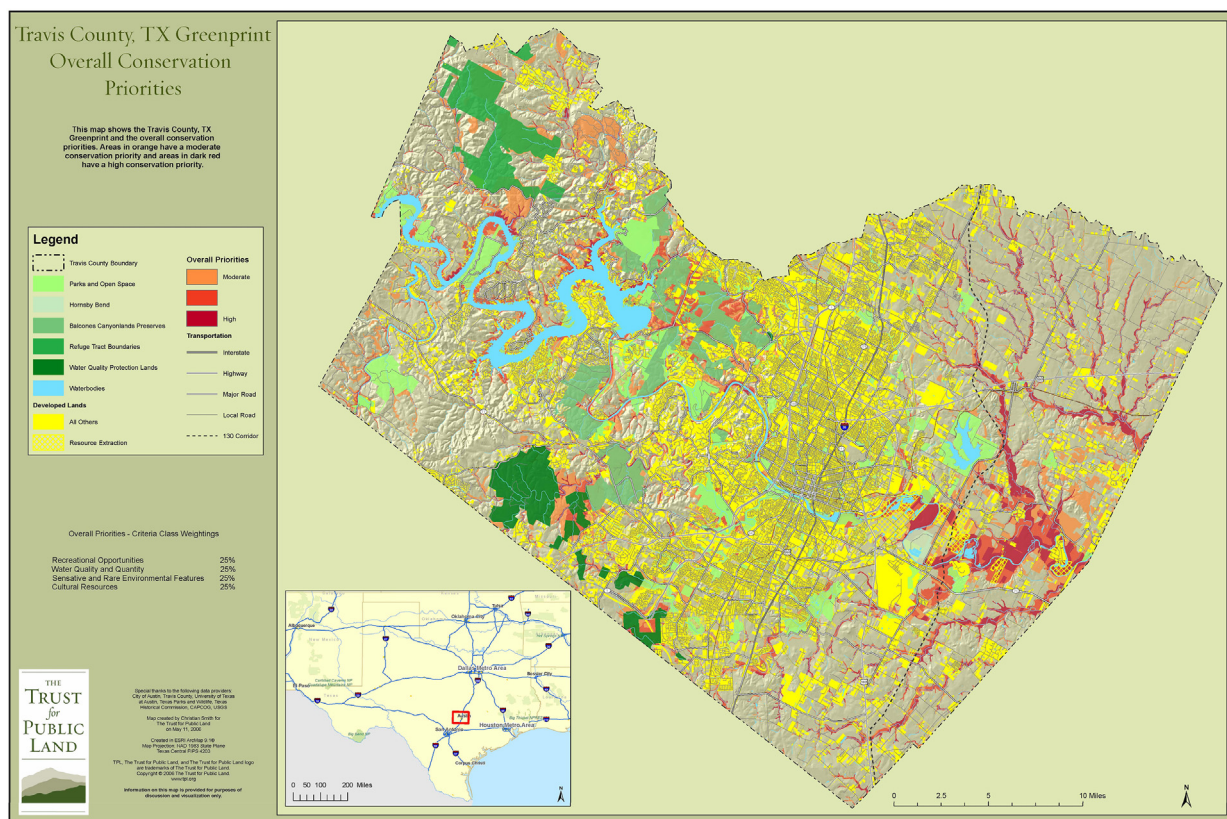 Travis County, TX Greenprint
Overall Conservation
Priorities
This map shows the Travis County, TX
Greenprint and the overall conservation
priorities. Areas in orange have a moderate
conservation priority and areas in dark red
have a high conservation priority.
Legend
Travis County Boundary
Parks and Open Space
Hornsby Bend
Balcones Canyonlands Preserves
Refuge Tract Boundaries
Water Quality Protection Lands
Waterbodies
Developed Lands
All Others
Resource Extraction
Overall Priorities
Moderate
High
Transportation
Interstate
Highway
Major Road
Local Road
130 Corridor
Overall Priorities - Criteria Class Weightings
Recreational Opportunities 25%
Water Quality and Quantity 25%
Sensative and Rare Environmental Features 25%
Cultural Resources 25%
THE
TRUST
for
PUBLIC
LAND
Special thanks to the following data providers:
City of Austin, Travis County, University of Texas
at Austin, Texas Parks and Wildlife, Texas
Historical Commission, CAPCOG, USGS
Map created by Christian Smith for
The Trust for Public Land
on May 11, 2006
Created in ESRI ArcMap 9.1®
Map Projection: NAD 1983 State Plane
Texas Central FIPS 4203
TPL, The Trust for Public Land, and The Trust for Public Land logo
are trademarks of The Trust for Public Land.
Copyright © 2006 The Trust for Public Land
www.tpl.org
Information on this map is provided for purposes of
discussion and visualization only.
Albuquerque
New Mexico
Oklahoma City
Tulsa
Dallas Metro Area
Bossier City
El Paso
Texas
Austin
San Antonio
Houston Metro Area
Corpus Christi
0 50 100 200 Miles
N
0 2.5 5 10 Miles
N